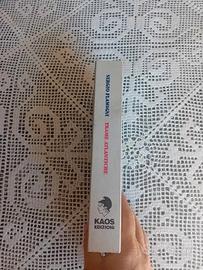 SERGIO FLAMIGNI
TRAME ATLANTICHE
KAOS
EDIZIONI